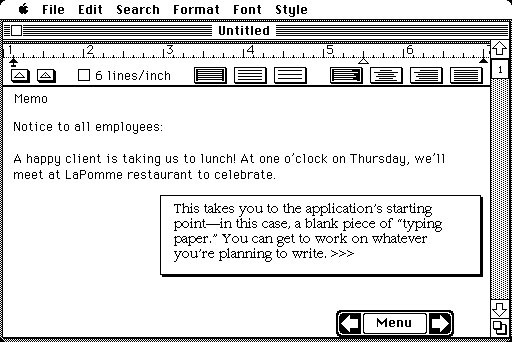 File Edit Search Format Font Style
Untitled
1 2 3 4 5 6 7
6 lines/inch
1
Memo
Notice to all employees:
A happy client is taking us to lunch! At one o'clock on Thursday, we'll
meet at LaPomme restaurant to celebrate.
This takes you to the application's starting
point—in this case, a blank piece of “typing
paper.” You can get to work on whatever
you're planning to write. >>>
Menu